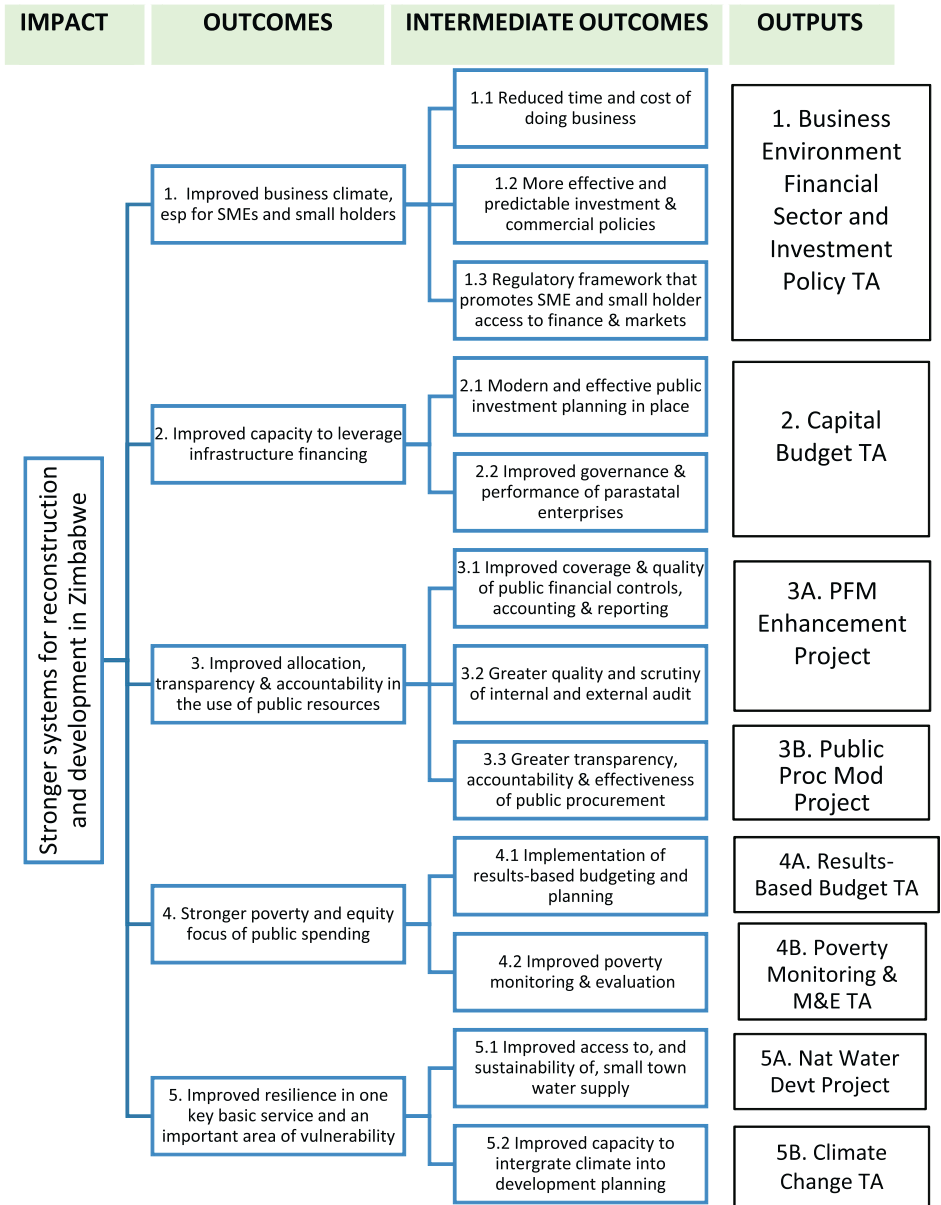 IMPACT
OUTCOMES
INTERMEDIATE OUTCOMES
OUTPUTS
Stronger systems for reconstruction
and development in Zimbabwe
1. Improved business climate,
esp for SMEs and small holders
1.1 Reduced time and cost of
doing business
1.2 More effective and
predictable investment &
commercial policies
1.3 Regulatory framework that
promotes SME and small holder
access to finance & markets
1. Business
Environment
Financial
Sector and
Investment
Policy TA
2. Improved capacity to leverage
infrastructure financing
2.1 Modern and effective public
investment planning in place
2.2 Improved governance &
performance of parastatal
enterprises
2. Capital
Budget TA
3. Improved allocation,
transparency & accountability in
the use of public resources
3.1 Improved coverage & quality
of public financial controls,
accounting & reporting
3.2 Greater quality and scrutiny
of internal and external audit
3.3 Greater transparency,
accountability & effectiveness
of public procurement
3A. PFM
Enhancement
Project
3B. Public
Proc Mod
Project
4. Stronger poverty and equity
focus of public spending
4.1 Implementation of
results-based budgeting and
planning
4.2 Improved poverty
monitoring & evaluation
4A. Results-
Based Budget TA
4B. Poverty
Monitoring &
M&E TA
5. Improved resilience in one
key basic service and an
important area of vulnerability
5.1 Improved access to, and
sustainability of, small town
water supply
5.2 Improved capacity to
intergrate climate into
development planning
5A. Nat Water
Devt Project
5B. Climate
Change TA